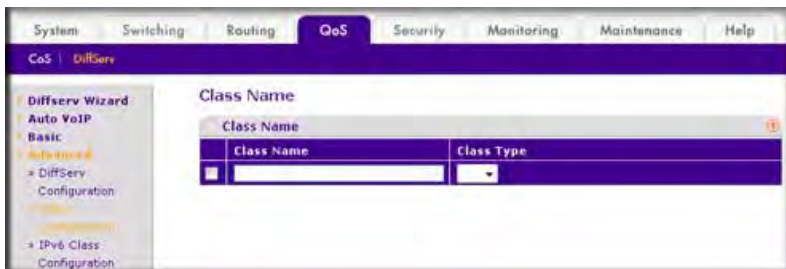 System Switching Routing QoS Security Monitoring Maintenance Help
CoS | DiffServ
Diffserv Wizard
Auto VoIP
Basic
Advanced
» DiffServ
Configuration
» IPv6 Class
Configuration
Class Name
Class Name
Class Name Class Type